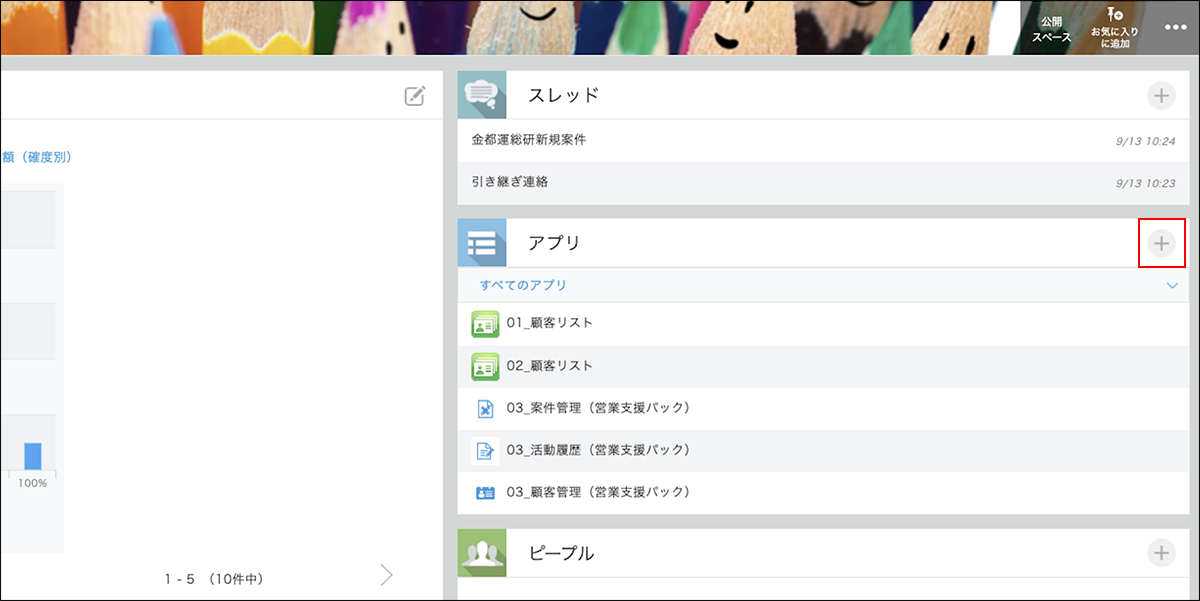 公開
スペース
お気に入り
に追加
額（確度別）
100%
1 - 5 （10件中）
スレッド
金都運総研新規案件 9/13 10:24
引き継ぎ連絡 9/13 10:23
アプリ
すべてのアプリ
01_顧客リスト
02_顧客リスト
03_案件管理（営業支援パック）
03_活動履歴（営業支援パック）
03_顧客管理（営業支援パック）
ピープル